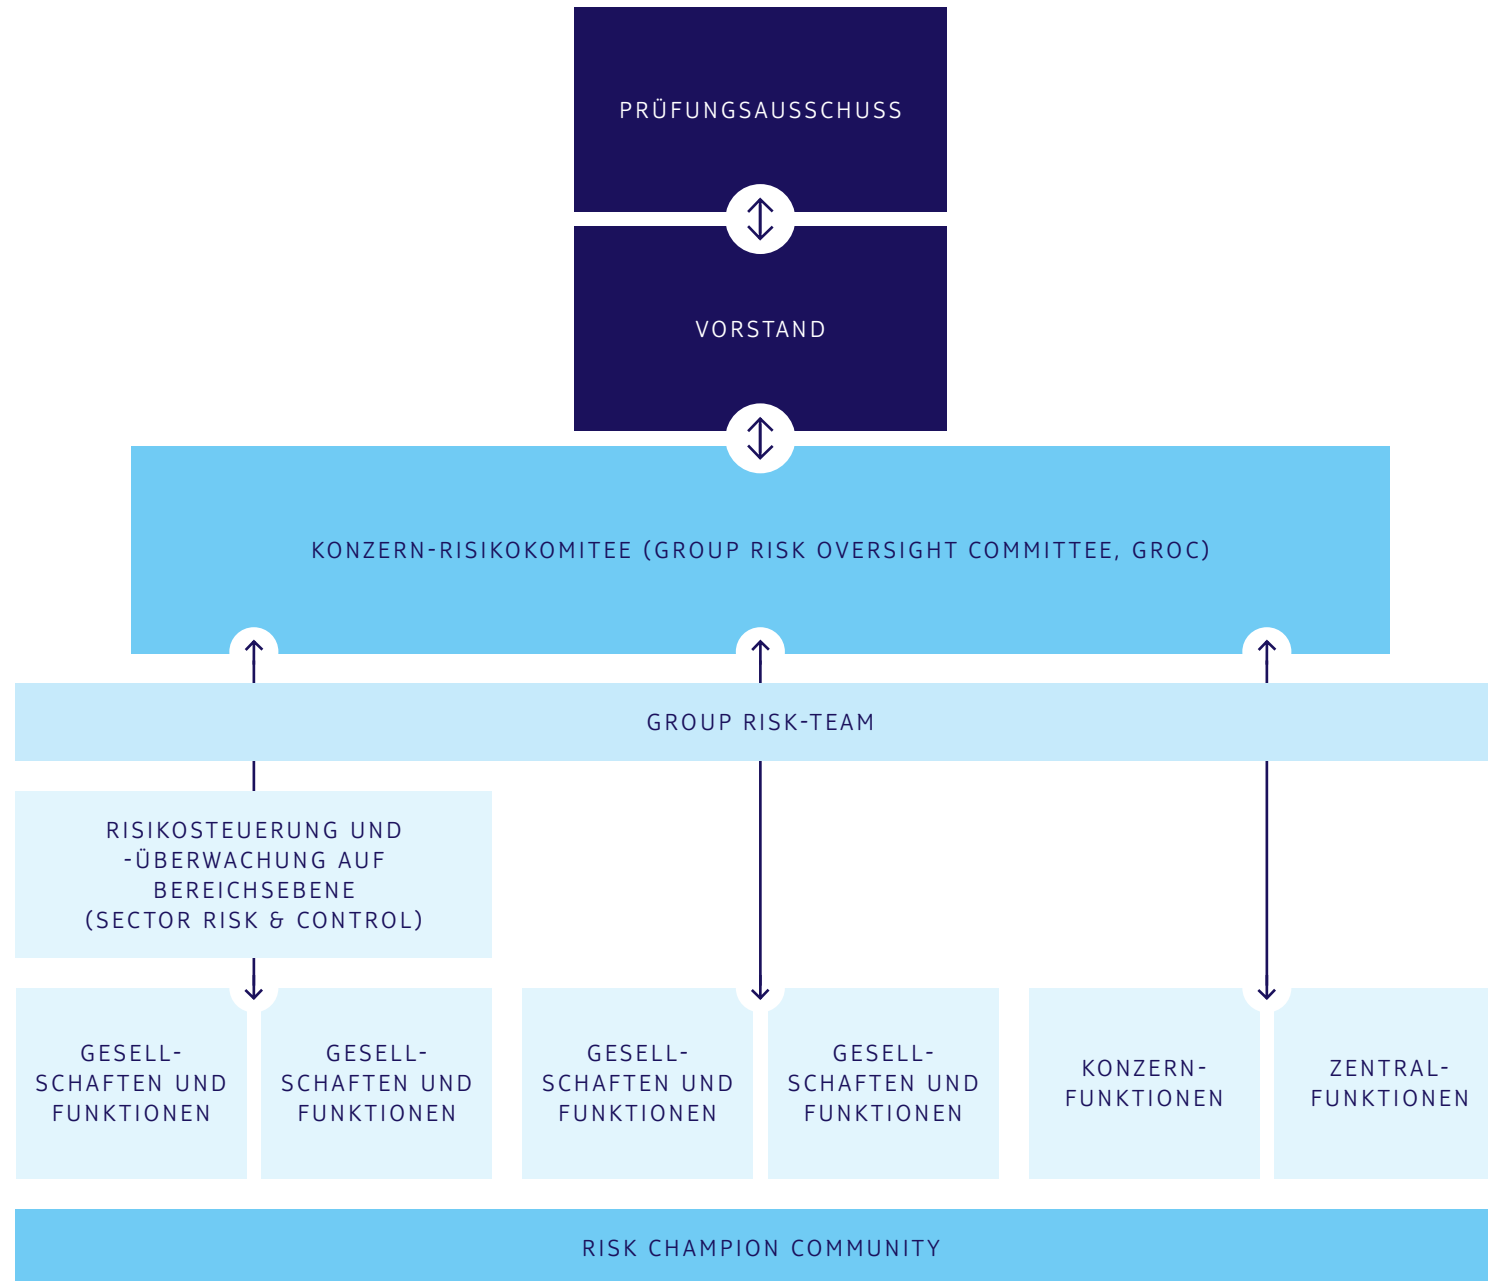 PRÜFUNGSAUSSCHUSS
VORSTAND
KONZERN-RISIKOKOMITEE (GROUP RISK OVERSIGHT COMMITTEE, GROC)
GROUP RISK-TEAM
RISIKOSTEUERUNG UND
-ÜBERWACHUNG AUF
BEREICHSEBENE
(SECTOR RISK & CONTROL)
GESELL-
SCHAFTEN UND
FUNKTIONEN
GESELL-
SCHAFTEN UND
FUNKTIONEN
GESELL-
SCHAFTEN UND
FUNKTIONEN
GESELL-
SCHAFTEN UND
FUNKTIONEN
KONZERN-
FUNKTIONEN
ZENTRAL-
FUNKTIONEN
RISK CHAMPION COMMUNITY